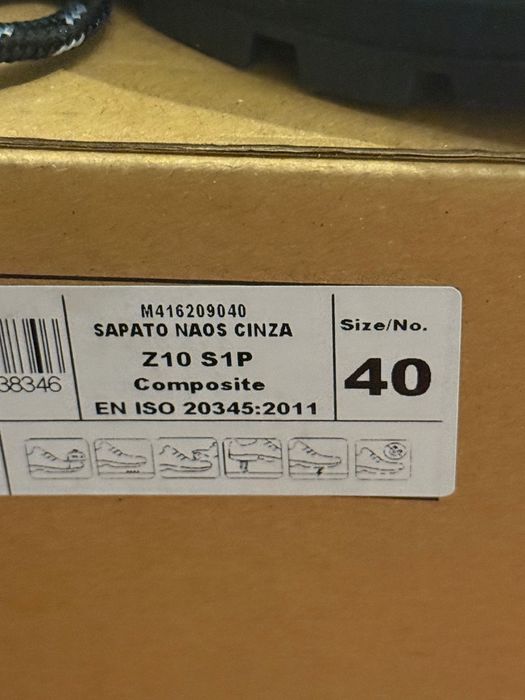 M416209040
SAPATO NAOS CINZA
Z10 S1P
Composite
EN ISO 20345:2011
Size/No.
40
38346